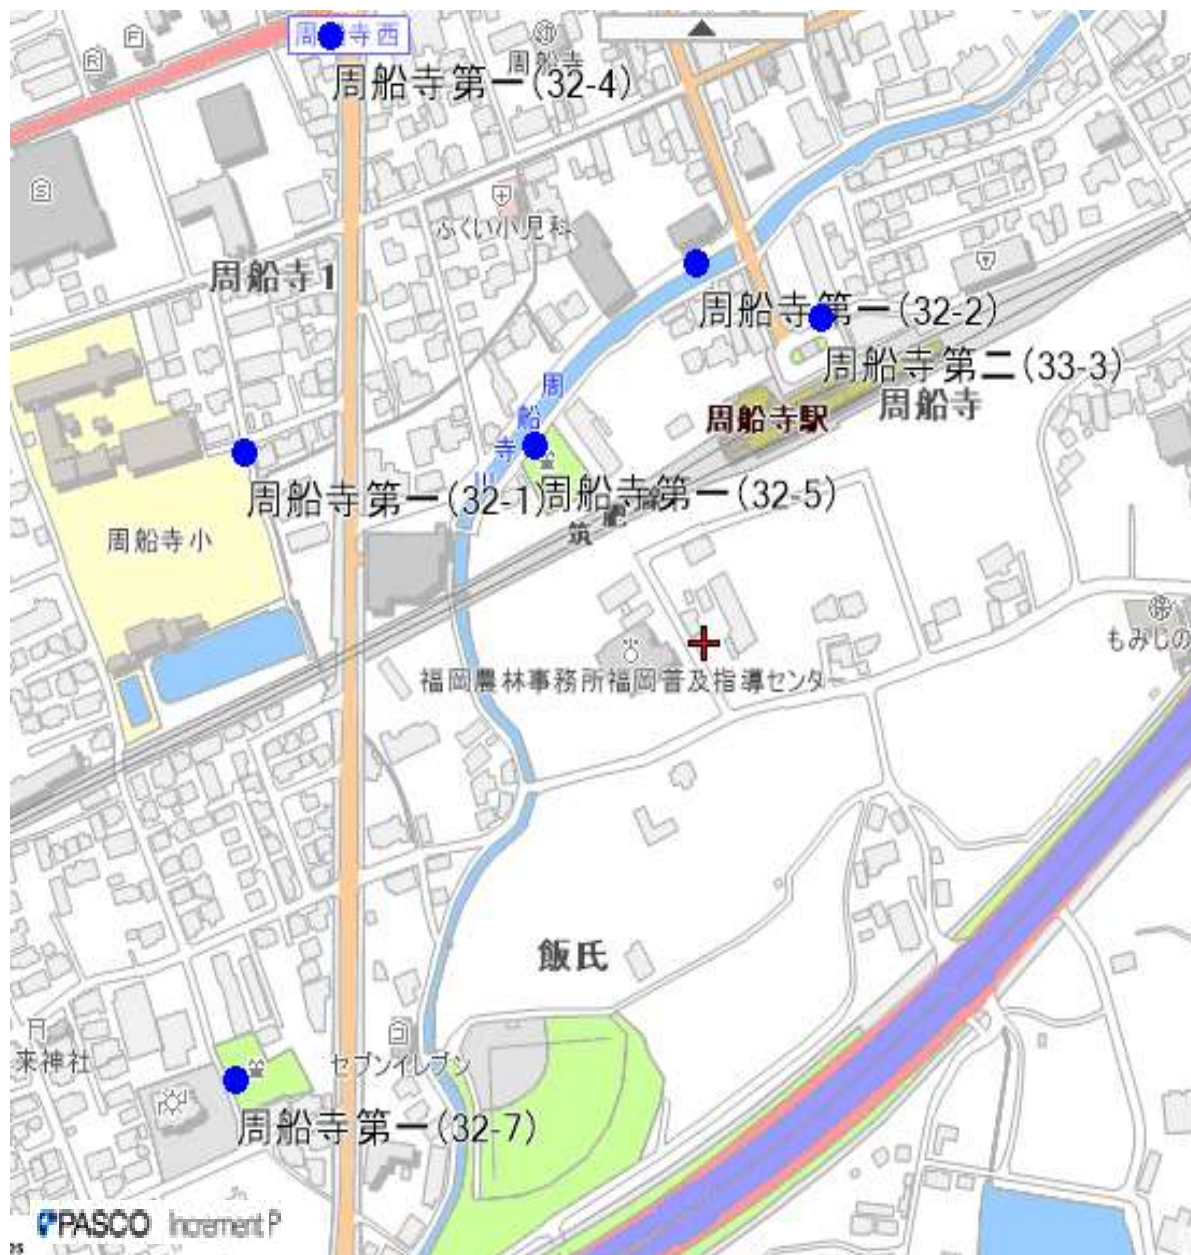 周船寺西
周船寺
周船寺第一(32-4)
ふくい小児科
周船寺1
周船寺第一(32-2)
周船寺第二(33-3)
周船寺
周船寺駅
周船寺川
周船寺第一(32-1)
周船寺第一(32-5)
筑肥
周船寺小
もみじの
福岡農林事務所福岡普及指導センター
飯氏
来神社
セブンイレブン
周船寺第一(32-7)
PASCO Increment P